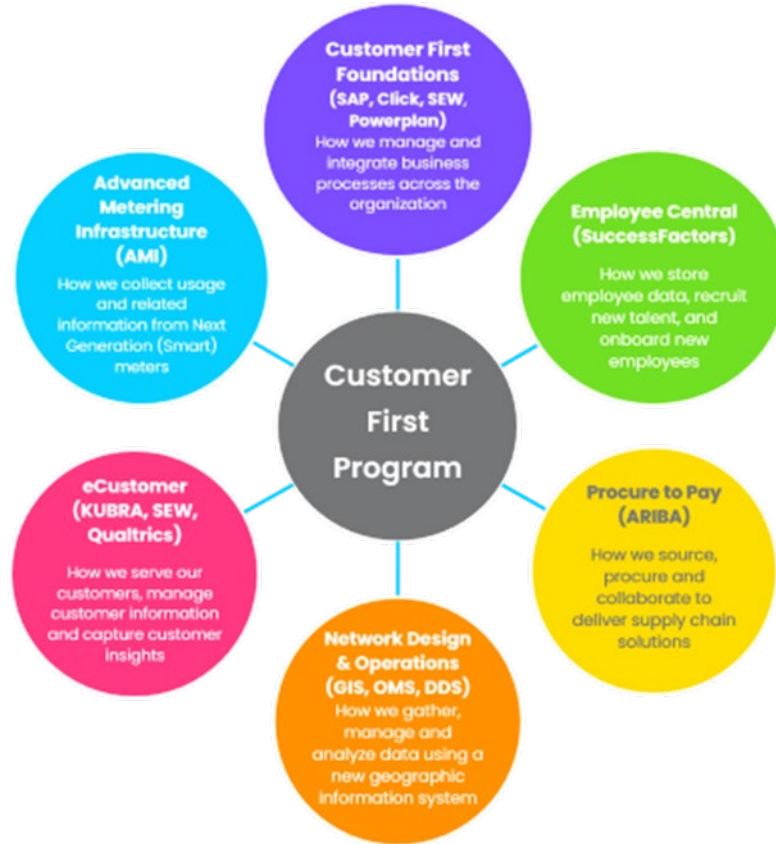 Customer First
Foundations
(SAP, Click, SEW,
Powerplan)
How we manage and
integrate business
processes across the
organization
Employee Central
(SuccessFactors)
How we store
employee data, recruit
new talent, and
onboard new
employees
Procure to Pay
(ARIBA)
How we source,
procure and
collaborate to
deliver supply chain
solutions
Network Design
& Operations
(GIS, OMS, DDS)
How we gather,
manage and
analyze data using a
new geographic
information system
eCustomer
(KUBRA, SEW,
Qualtrics)
How we serve our
customers, manage
customer information
and capture customer
insights
Advanced
Metering
Infrastructure
(AMI)
How we collect usage
and related
information from Next
Generation (Smart)
meters
Customer
First
Program